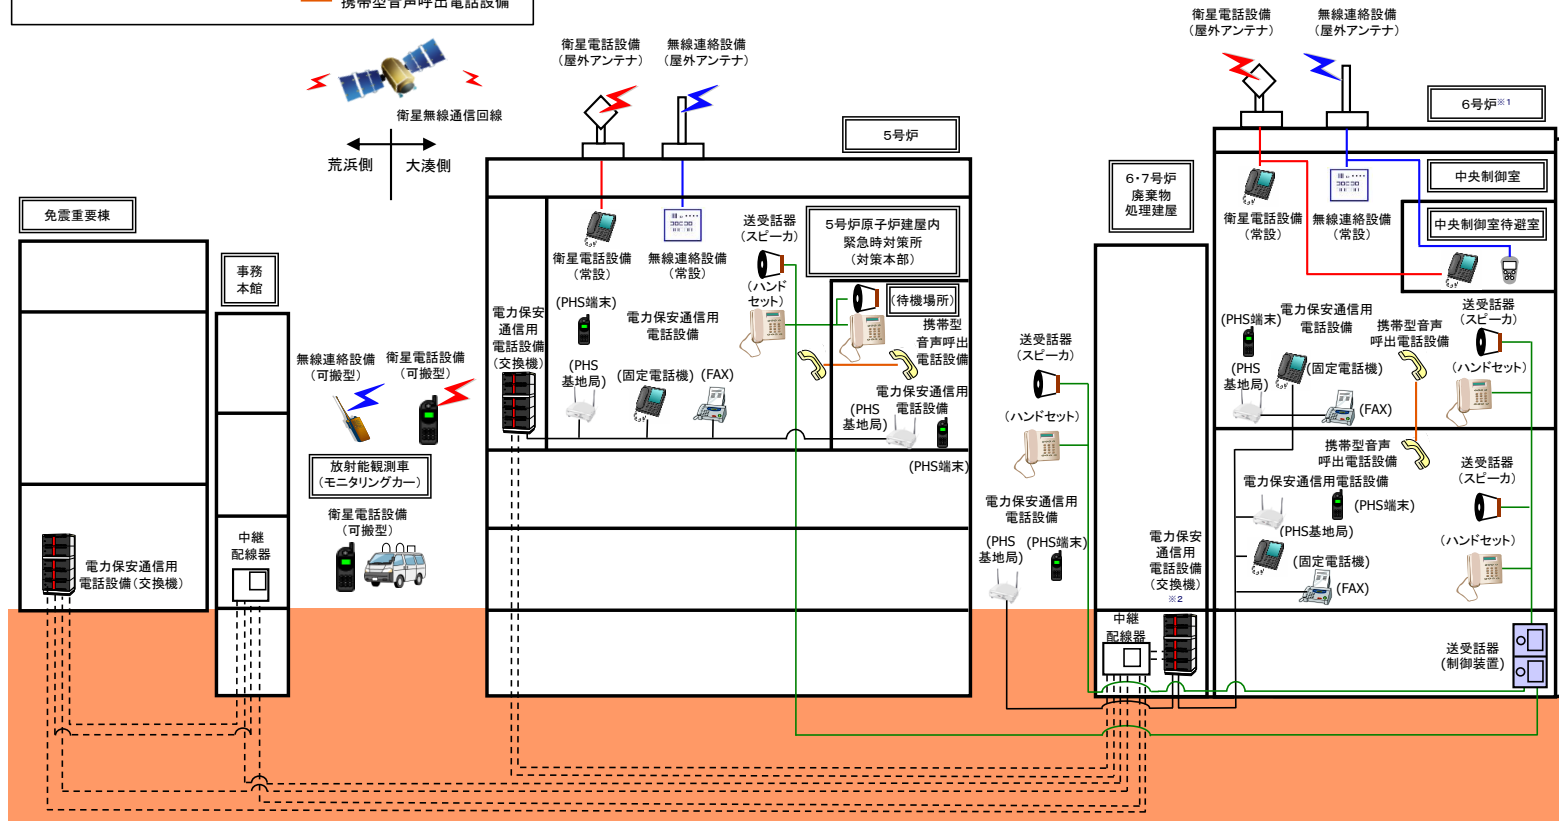 携帯型音声呼出電話設備
衛星無線通信回線
荒浜側
大湊側
免震重要棟
電力保安通信用
電話設備(交換機)
事務
本館
中継
配線器
無線連絡設備
(可搬型)
衛星電話設備
(可搬型)
放射能観測車
(モニタリングカー)
衛星電話設備
(可搬型)
衛星電話設備
(屋外アンテナ)
無線連絡設備
(屋外アンテナ)
5号炉
衛星電話設備
(常設)
無線連絡設備
(常設)
送受話器
(スピーカ)
(ハンド
セット)
5号炉原子炉建屋内
緊急時対策所
(対策本部)
(待機場所)
携帯型
音声呼出
電話設備
電力保安
通信用
電話設備
(交換機)
(PHS端末)
電力保安通信用
電話設備
(PHS
基地局)
(固定電話機)
(FAX)
電力保安通信用
電話設備
(PHS
基地局)
(PHS端末)
送受話器
(スピーカ)
(ハンドセット)
電力保安通信用
電話設備
(PHS
基地局)
(PHS端末)
6・7号炉
廃棄物
処理建屋
電力保安
通信用
電話設備
(交換機)
※2
中継
配線器
衛星電話設備
(屋外アンテナ)
無線連絡設備
(屋外アンテナ)
6号炉※1
中央制御室
衛星電話設備
(常設)
無線連絡設備
(常設)
中央制御室待避室
(PHS端末)
電力保安通信用
電話設備
携帯型音声
呼出電話設備
送受話器
(スピーカ)
(PHS
基地局)
(固定電話機)
(FAX)
(ハンドセット)
携帯型音声
呼出電話設備
送受話器
(スピーカ)
電力保安通信用電話設備
(PHS端末)
(PHS基地局)
(固定電話機)
(FAX)
(ハンドセット)
送受話器
(制御装置)